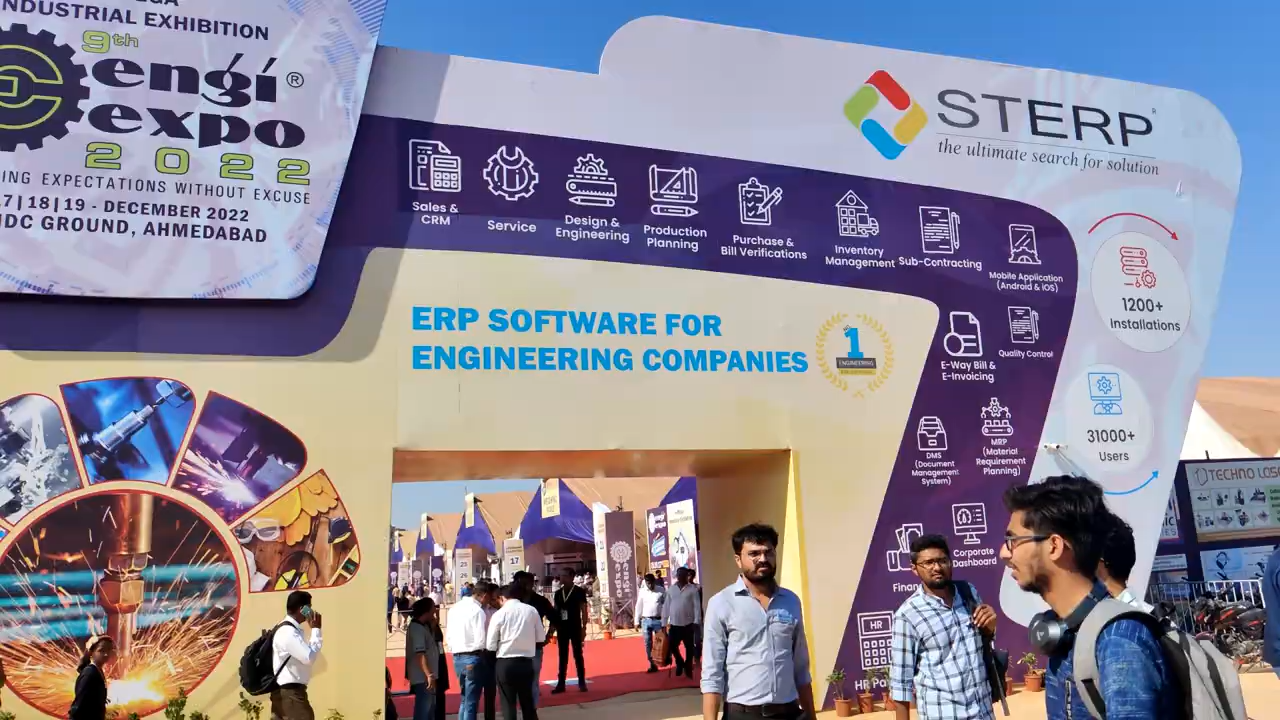 INDUSTRIAL EXHIBITION
9th
engi®
expo
2022
EXPECTATIONS WITHOUT EXCUSE
18 | 19 - DECEMBER 2022
GROUND, AHMEDABAD
STERP
the ultimate search for solution
Sales &
CRM
Service
Design &
Engineering
Production
Planning
Purchase &
Bill Verifications
Inventory
Management
Sub-Contracting
Mobile Application
(Android & iOS)
1200+
Installations
ERP SOFTWARE FOR
ENGINEERING COMPANIES
1
ENGINEERING
E-Way Bill &
E-Invoicing
Quality Control
DMS
(Document
Management
System)
MRP
(Material
Requirement
Planning)
31000+
Users
Corporate
Dashboard
HR
TECHNO
engi
expo
17